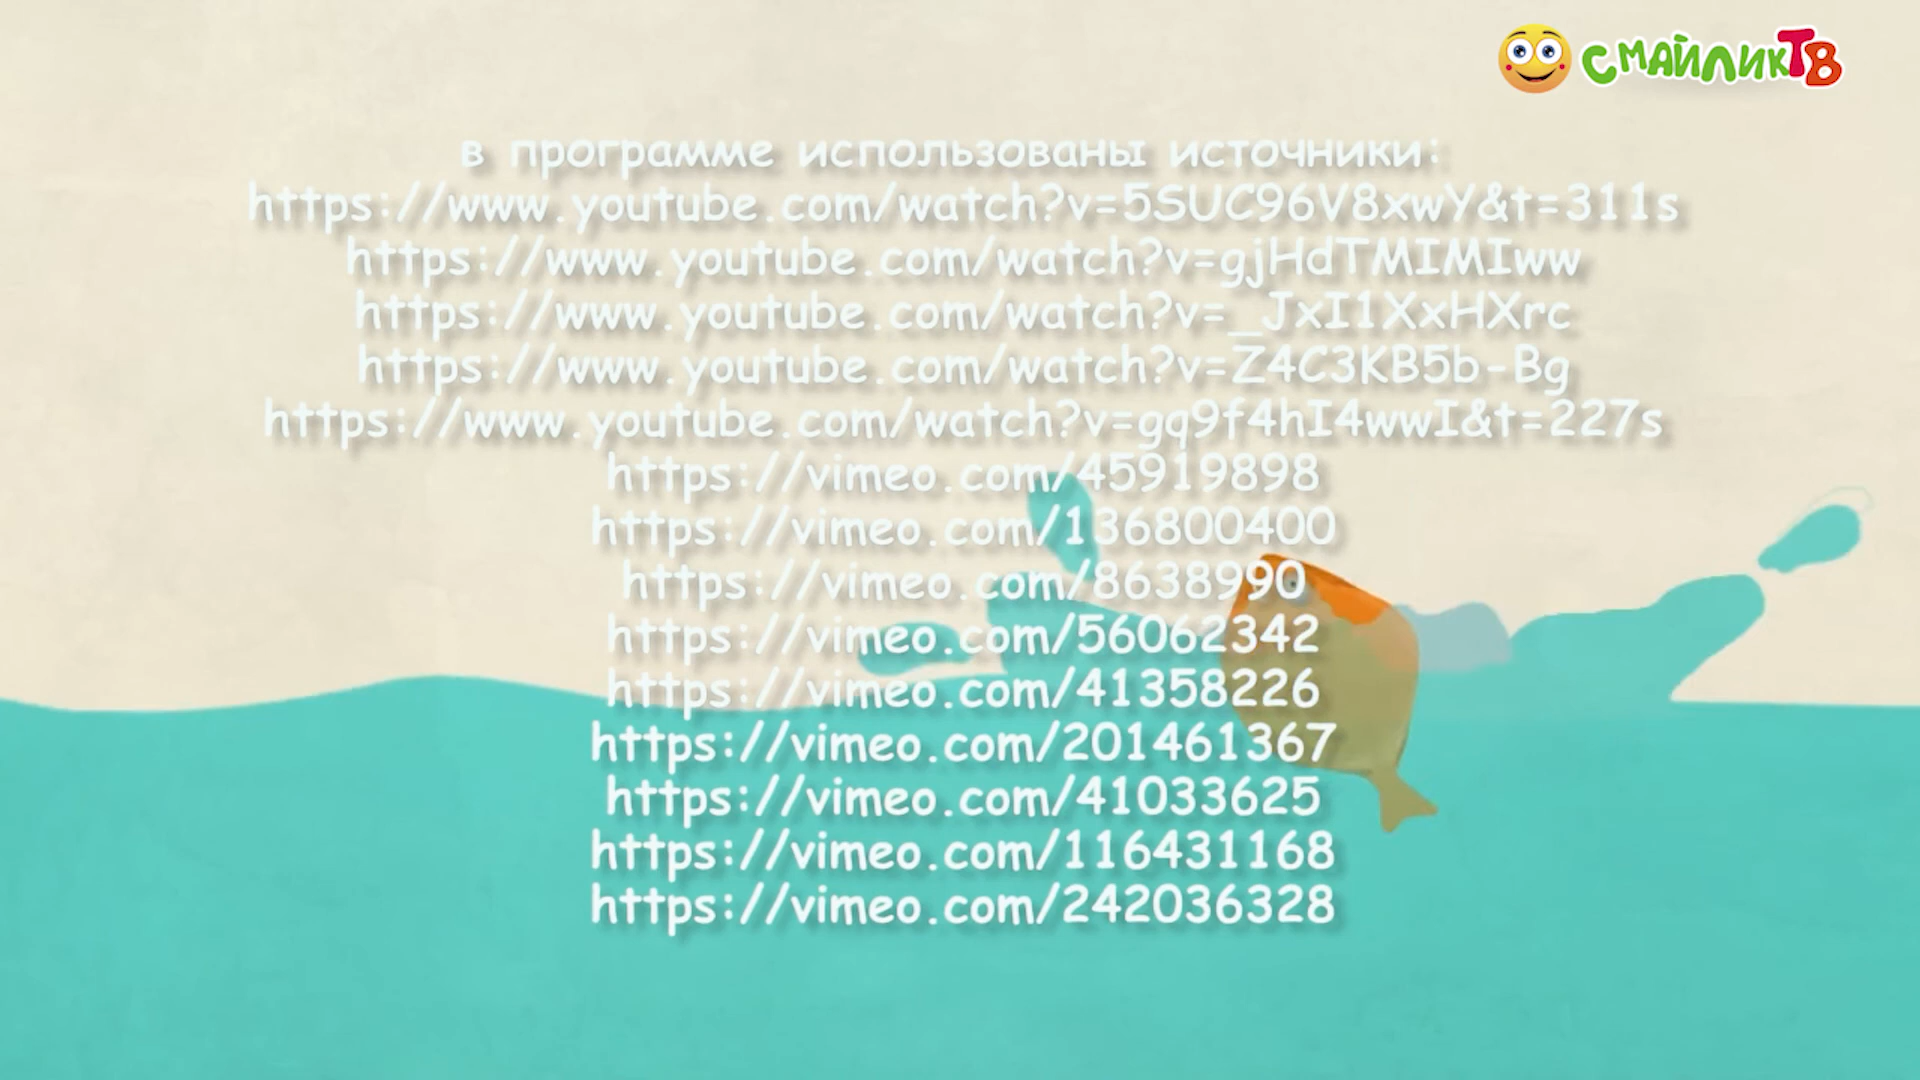 СМАЙЛИКТВ
в программе использованы источники:
https://www.youtube.com/watch?v=5SUC96V8xwY&t=311s
https://www.youtube.com/watch?v=gjHdTMIMIww
https://www.youtube.com/watch?v=_JxI1XxHXrc
https://www.youtube.com/watch?v=Z4C3KB5b-Bg
https://www.youtube.com/watch?v=gq9f4hI4wwI&t=227s
https://vimeo.com/45919898
https://vimeo.com/136800400
https://vimeo.com/8638990
https://vimeo.com/56062342
https://vimeo.com/41358226
https://vimeo.com/201461367
https://vimeo.com/41033625
https://vimeo.com/116431168
https://vimeo.com/242036328